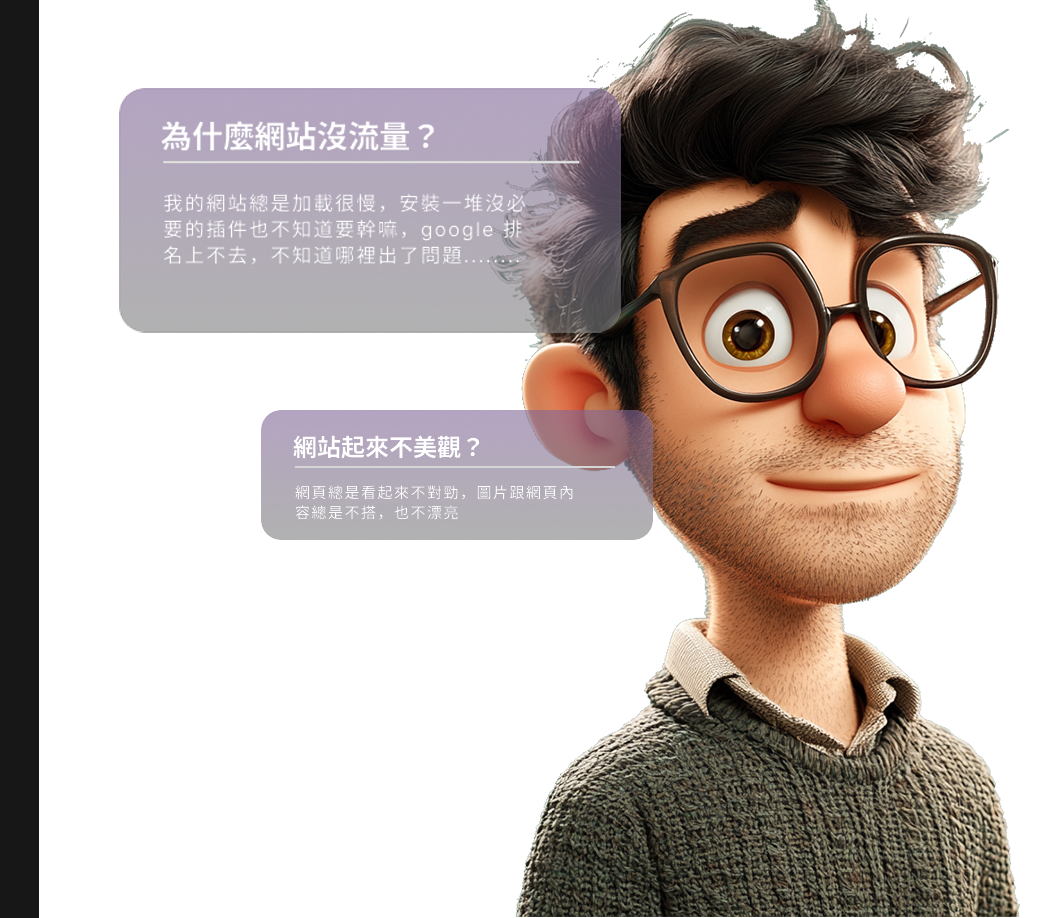 為什麼網站沒流量？
我的網站總是加載很慢，安裝一堆沒必
要的插件也不知道要幹嘛，google 排
名上不去，不知道哪裡出了問題........
網站起來不美觀？
網頁總是看起來不對勁，圖片跟網頁內
容總是不搭，也不漂亮